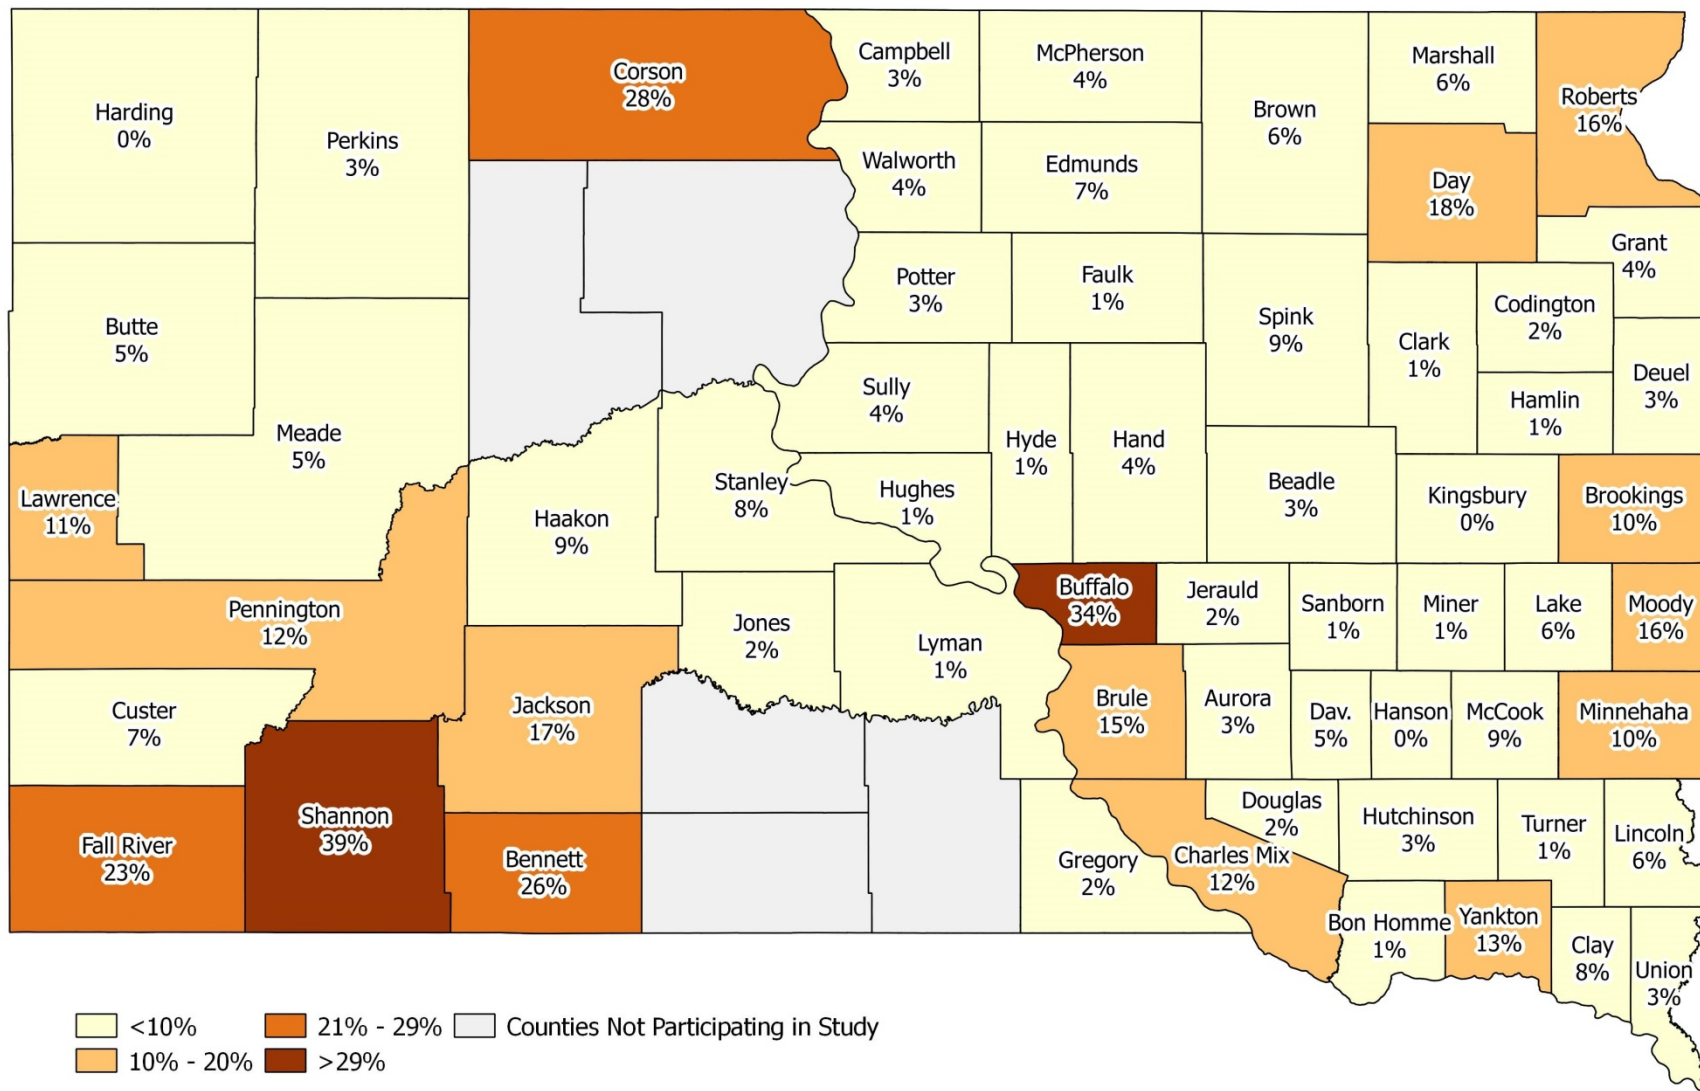 Harding
0%
Perkins
3%
Corson
28%
Campbell
3%
McPherson
4%
Brown
6%
Marshall
6%
Roberts
16%
Walworth
4%
Edmunds
7%
Day
18%
Grant
4%
Butte
5%
Meade
5%
Potter
3%
Faulk
1%
Spink
9%
Clark
1%
Codington
2%
Deuel
3%
Hamlin
1%
Sully
4%
Hyde
1%
Hand
4%
Lawrence
11%
Haakon
9%
Stanley
8%
Hughes
1%
Beadle
3%
Kingsbury
0%
Brookings
10%
Pennington
12%
Jones
2%
Lyman
1%
Buffalo
34%
Jerauld
2%
Sanborn
1%
Miner
1%
Lake
6%
Moody
16%
Custer
7%
Jackson
17%
Brule
15%
Aurora
3%
Dav.
5%
Hanson
0%
McCook
9%
Minnehaha
10%
Fall River
23%
Shannon
39%
Bennett
26%
Gregory
2%
Charles Mix
12%
Douglas
2%
Hutchinson
3%
Turner
1%
Lincoln
6%
Bon Homme
1%
Yankton
13%
Clay
8%
Union
3%
<10%
21% - 29%
Counties Not Participating in Study
10% - 20%
>29%